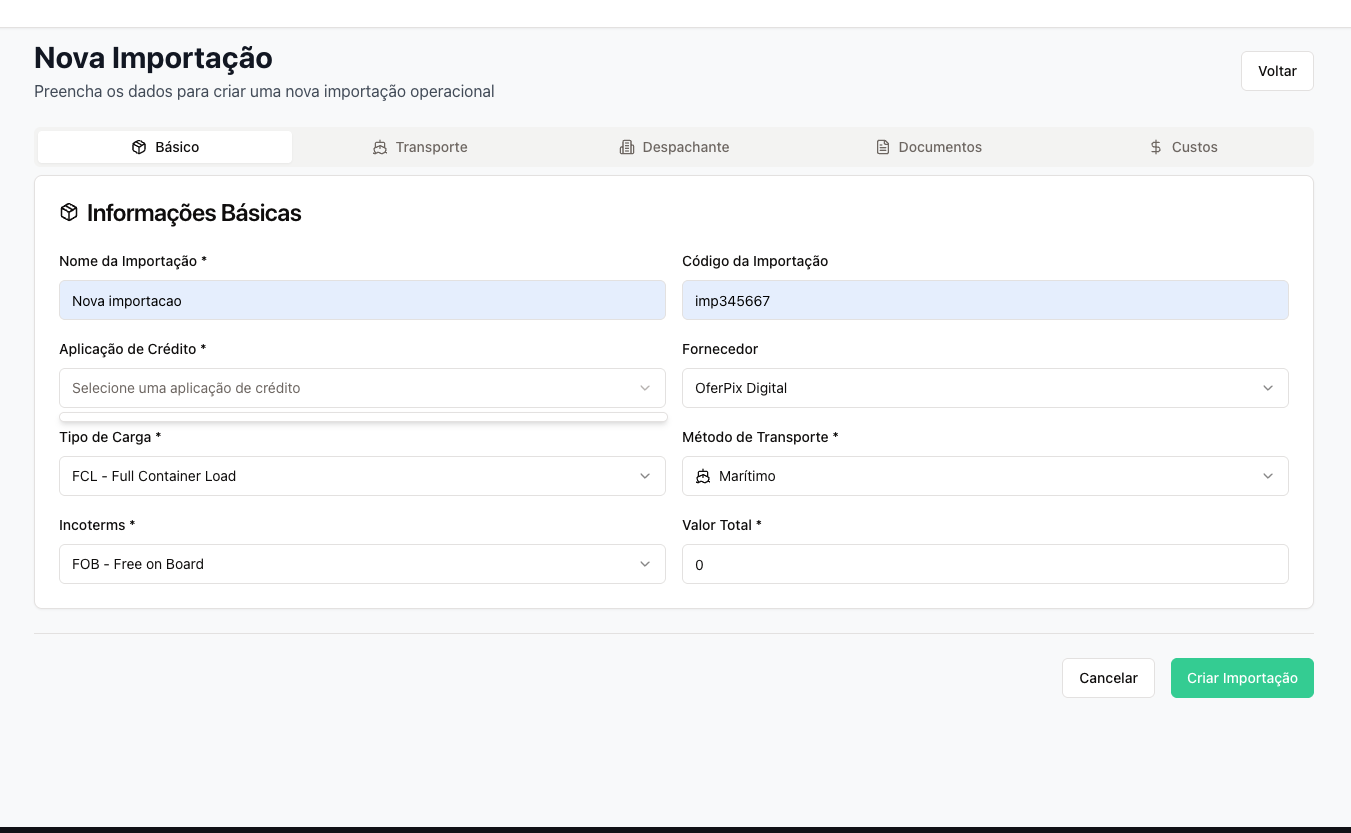 Nova Importação
Preencha os dados para criar uma nova importação operacional
Voltar
Básico
Transporte
Despachante
Documentos
Custos
Informações Básicas
Nome da Importação *
Código da Importação
Nova importacao
imp345667
Aplicação de Crédito *
Fornecedor
Selecione uma aplicação de crédito
OferPix Digital
Tipo de Carga *
Método de Transporte *
FCL - Full Container Load
Marítimo
Incoterms *
Valor Total *
FOB - Free on Board
0
Cancelar
Criar Importação